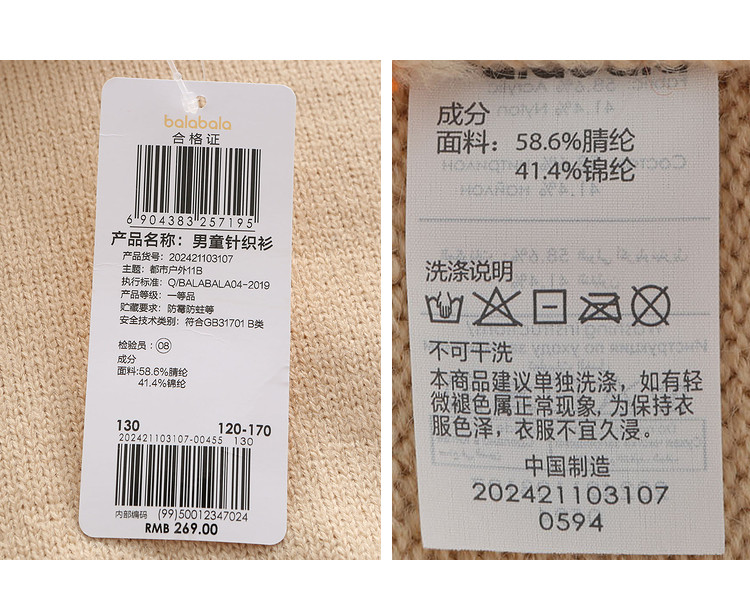 balabala
合格证
6 904383 257195
产品名称：男童针织衫
产品货号：202421103107
主题：都市户外11B
执行标准：Q/BALABALA04-2019
产品等级：一等品
贮藏要求：防霉防蛀等
安全技术类别：符合GB31701 B类
检验员：08
成分
面料:58.6%腈纶
41.4%锦纶
130 120-170
202421103107-00455 130
内部编码 (99)50012347024
RMB 269.00
成分
面料：58.6%腈纶
41.4%锦纶
洗涤说明
不可干洗
本商品建议单独洗涤，如有轻
微褪色属正常现象,为保持衣
服色泽，衣服不宜久浸。
中国制造
202421103107
0594